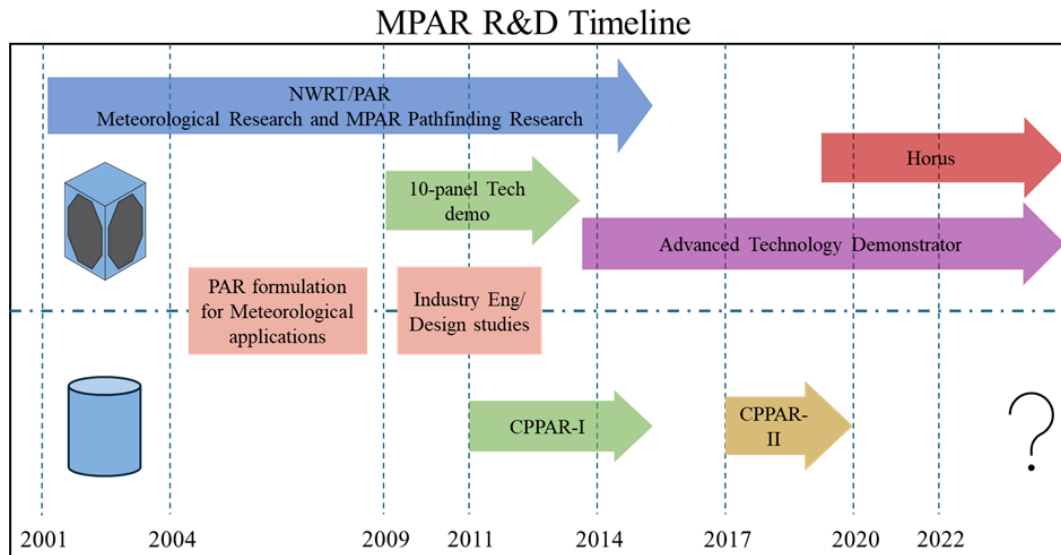 MPAR R&D Timeline
NWRT/PAR
Meteorological Research and MPAR Pathfinding Research
Horus
10-panel Tech
demo
Advanced Technology Demonstrator
PAR formulation
for Meteorological
applications
Industry Eng/
Design studies
CPPAR-I
CPPAR-
II
?
2001
2004
2009
2011
2014
2017
2020
2022